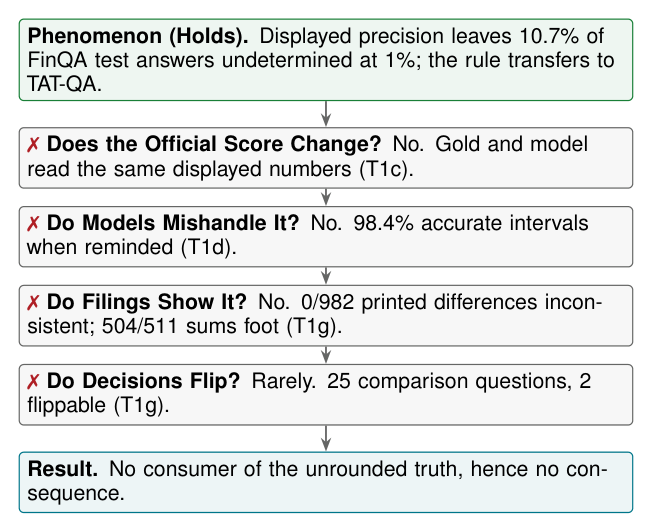 Phenomenon (Holds). Displayed precision leaves 10.7% of
FinQA test answers undetermined at 1%; the rule transfers to
TAT-QA.
✗ Does the Official Score Change? No. Gold and model
read the same displayed numbers (T1c).
✗ Do Models Mishandle It? No. 98.4% accurate intervals
when reminded (T1d).
✗ Do Filings Show It? No. 0/982 printed differences incon-
sistent; 504/511 sums foot (T1g).
✗ Do Decisions Flip? Rarely. 25 comparison questions, 2
flippable (T1g).
Result. No consumer of the unrounded truth, hence no con-
sequence.